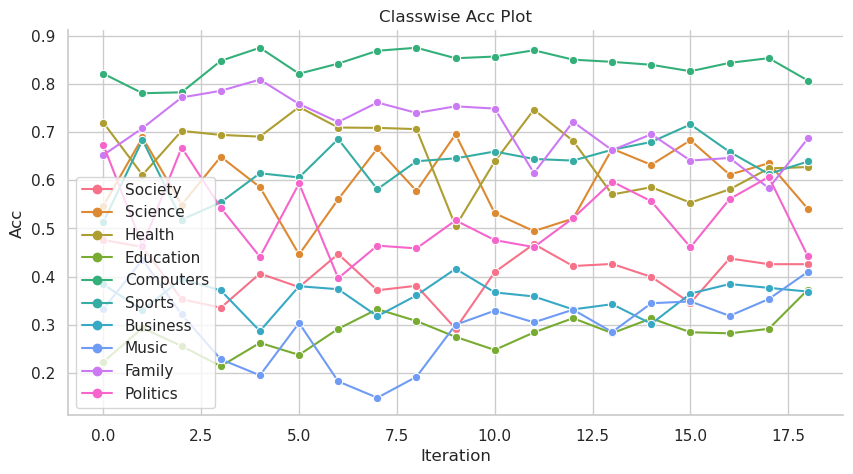 Classwise Acc Plot
0.9
0.8
0.7
0.6
0.5
0.4
0.3
0.2
Acc
Society
Science
Health
Education
Computers
Sports
Business
Music
Family
Politics
0.0 2.5 5.0 7.5 10.0 12.5 15.0 17.5
Iteration